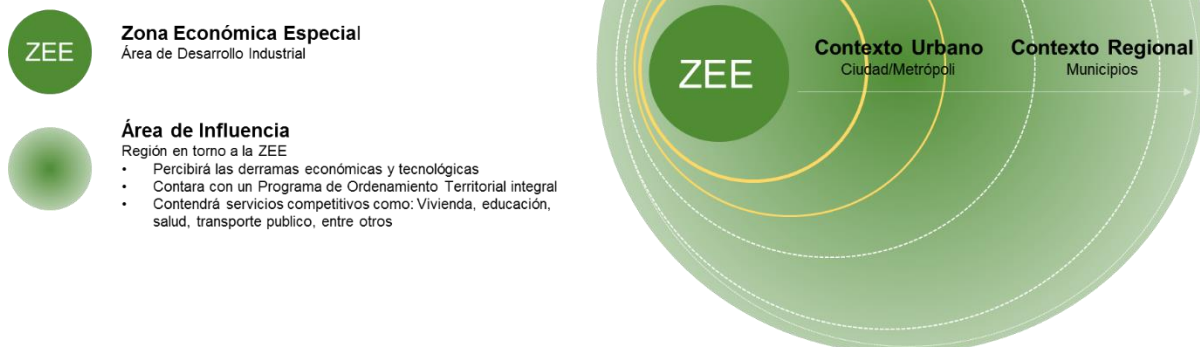 ZEE
Zona Económica Especial
Área de Desarrollo Industrial
Área de Influencia
Región en torno a la ZEE
• Percibirá las derramas económicas y tecnológicas
• Contara con un Programa de Ordenamiento Territorial integral
• Contendrá servicios competitivos como: Vivienda, educación,
salud, transporte publico, entre otros
ZEE
Contexto Urbano
Ciudad/Metrópoli
Contexto Regional
Municipios